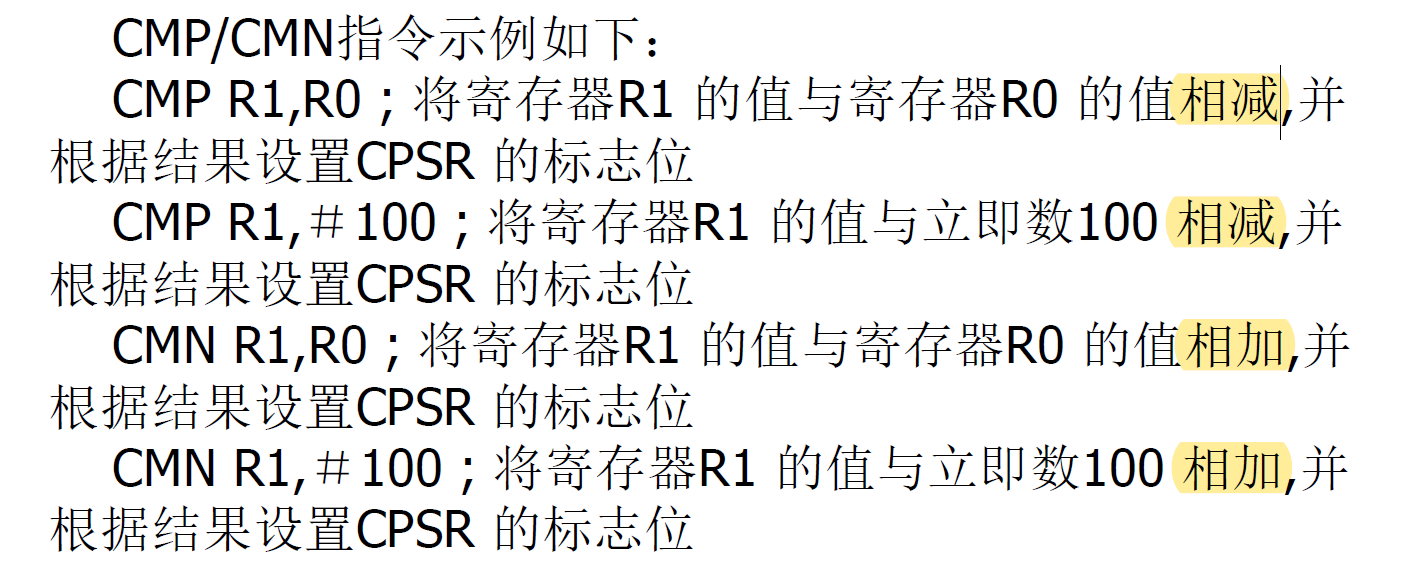 CMP/CMN指令示例如下：
CMP R1,R0；将寄存器R1 的值与寄存器R0 的值相减,并
根据结果设置CPSR 的标志位
CMP R1,＃100；将寄存器R1 的值与立即数100 相减,并
根据结果设置CPSR 的标志位
CMN R1,R0；将寄存器R1 的值与寄存器R0 的值相加,并
根据结果设置CPSR 的标志位
CMN R1,＃100；将寄存器R1 的值与立即数100 相加,并
根据结果设置CPSR 的标志位